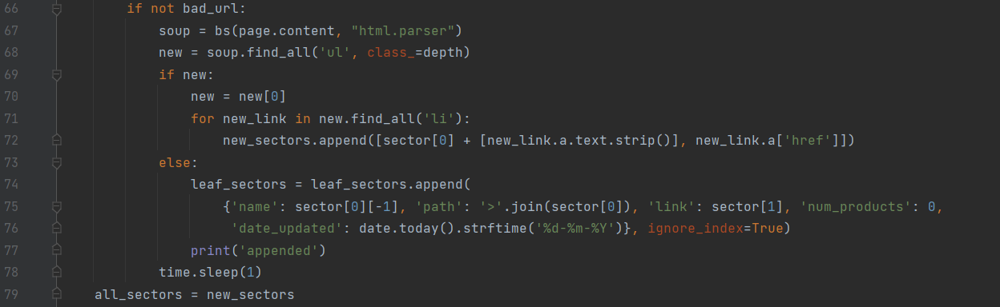 66 if not bad_url:
67 soup = bs(page.content, "html.parser")
68 new = soup.find_all('ul', class_=depth)
69 if new:
70 new = new[0]
71 for new_link in new.find_all('li'):
72 new_sectors.append([sector[0] + [new_link.a.text.strip()], new_link.a['href']])
73 else:
74 leaf_sectors = leaf_sectors.append(
75 {'name': sector[0][-1], 'path': '>'.join(sector[0]), 'link': sector[1], 'num_products': 0,
76 'date_updated': date.today().strftime('%d-%m-%Y')}, ignore_index=True)
77 print('appended')
78 time.sleep(1)
79 all_sectors = new_sectors